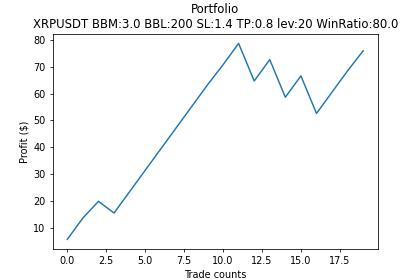 Portfolio
XRPUSDT BBM:3.0 BBL:200 SL:1.4 TP:0.8 lev:20 WinRatio:80.0
80
70
60
50
40
30
20
10
Profit ($)
0.0 2.5 5.0 7.5 10.0 12.5 15.0 17.5
Trade counts